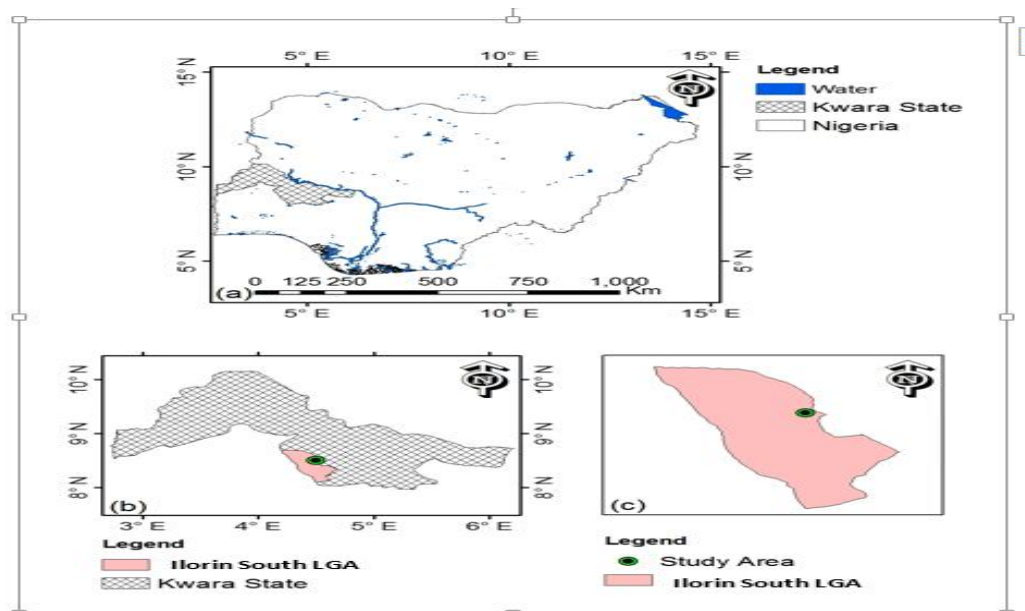 5° E 10° E
15°N 15°N
Legend
Water
Kwara State
Nigeria
N
10°N 10°N
5°N 5°N
0 125 250 500 750 1,000
Km
(a)
5° E 10° E 15° E
10°N 10°N
N
9°N 9°N
8°N 8°N
(b)
3° E 4° E 5° E 6° E
Legend
Ilorin South LGA
Kwara State
N
(c)
Legend
Study Area
Ilorin South LGA